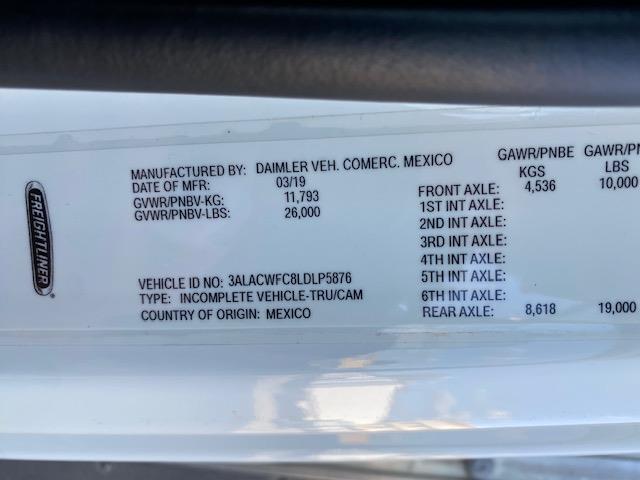 FREIGHTLINER®
MANUFACTURED BY: DAIMLER VEH. COMERC. MEXICO
DATE OF MFR: 03/19
GVWR/PNBV-KG: 11,793
GVWR/PNBV-LBS: 26,000
VEHICLE ID NO: 3ALACWFC8LDLP5876
TYPE: INCOMPLETE VEHICLE-TRU/CAM
COUNTRY OF ORIGIN: MEXICO
GAWR/PNBE GAWR/PN
KGS LBS
FRONT AXLE: 4,536 10,000
1ST INT AXLE:
2ND INT AXLE:
3RD INT AXLE:
4TH INT AXLE:
5TH INT AXLE:
6TH INT AXLE:
REAR AXLE: 8,618 19,000